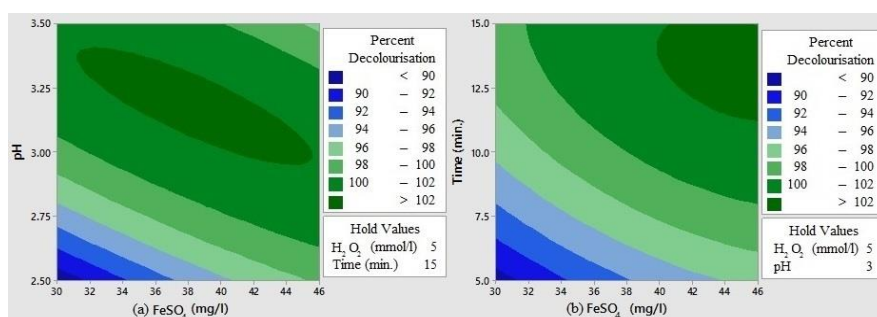 3.50
3.25
3.00
2.75
2.50
pH
30 32 34 36 38 40 42 44 46
(a) FeSO4 (mg/l)
Percent
Decolourisation
< 90
90 – 92
92 – 94
94 – 96
96 – 98
98 – 100
100 – 102
> 102
Hold Values
H2O2 (mmol/l) 5
Time (min.) 15
15.0
12.5
10.0
7.5
5.0
Time (min.)
30 32 34 36 38 40 42 44 46
(b) FeSO4 (mg/l)
Percent
Decolourisation
< 90
90 – 92
92 – 94
94 – 96
96 – 98
98 – 100
100 – 102
> 102
Hold Values
H2O2 (mmol/l) 5
pH 3